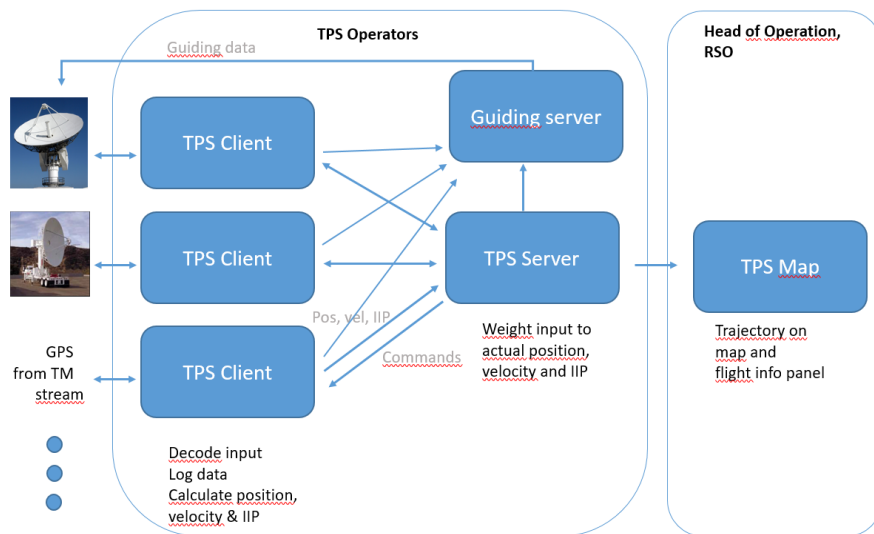 TPS Operators
Head of Operation,
RSO
Guiding data
TPS Client
Guiding server
TPS Client
TPS Server
TPS Map
Pos, vel, IIP
Commands
Weight input to
actual position,
velocity and IIP
Trajectory on
map and
flight info panel
GPS
from TM
stream
TPS Client
Decode input
Log data
Calculate position,
velocity & IIP